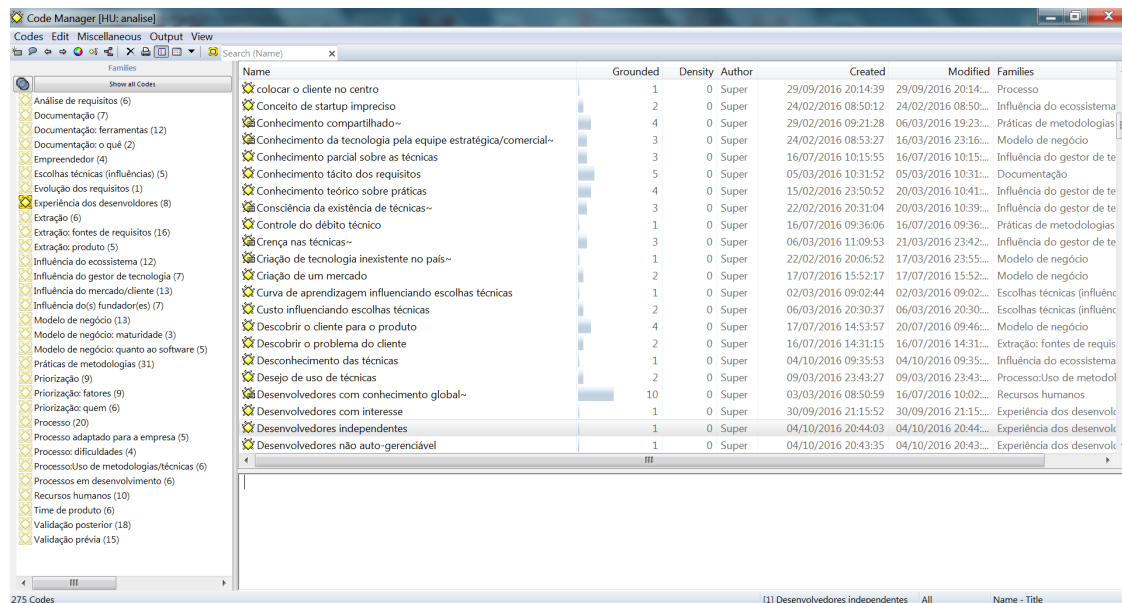 Code Manager [HU: analise]
Codes Edit Miscellaneous Output View
Search (Name)
Families
Show all Codes
Análise de requisitos (6)
Documentação (7)
Documentação: ferramentas (12)
Documentação: o quê (2)
Empreendedor (4)
Escolhas técnicas (influências) (5)
Evolução dos requisitos (1)
Experiência dos desenvoldores (8)
Extração (6)
Extração: fontes de requisitos (16)
Extração: produto (5)
Influência do ecossistema (12)
Influência do gestor de tecnologia (7)
Influência do mercado/cliente (13)
Influência do(s) fundador(es) (7)
Modelo de negócio (13)
Modelo de negócio: maturidade (3)
Modelo de negócio: quanto ao software (5)
Práticas de metodologias (31)
Priorização (9)
Priorização: fatores (9)
Priorização: quem (6)
Processo (20)
Processo adaptado para a empresa (5)
Processo: dificuldades (4)
Processo:Uso de metodologias/técnicas (6)
Processos em desenvolvimento (6)
Recursos humanos (10)
Time de produto (6)
Validação posterior (18)
Validação prévia (15)
Name Grounded Density Author Created Modified Families
colocar o cliente no centro 1 0 Super 29/09/2016 20:14:39 29/09/2016 20:14:... Processo
Conceito de startup impreciso 2 0 Super 24/02/2016 08:50:12 24/02/2016 08:50:... Influência do ecossistema
Conhecimento compartilhado~ 4 0 Super 29/02/2016 09:21:28 06/03/2016 19:23:... Práticas de metodologias
Conhecimento da tecnologia pela equipe estratégica/comercial~ 3 0 Super 24/02/2016 08:53:27 16/03/2016 23:16:... Modelo de negócio
Conhecimento parcial sobre as técnicas 3 0 Super 16/07/2016 10:15:55 16/07/2016 10:15:... Influência do gestor de te
Conhecimento tácito dos requisitos 5 0 Super 05/03/2016 10:31:52 05/03/2016 10:31:... Documentação
Conhecimento teórico sobre práticas 4 0 Super 15/02/2016 23:50:52 20/03/2016 10:41:... Influência do gestor de te
Consciência da existência de técnicas~ 3 0 Super 22/02/2016 20:31:04 20/03/2016 10:39:... Influência do gestor de te
Controle do débito técnico 1 0 Super 16/07/2016 09:36:06 16/07/2016 09:36:... Práticas de metodologias
Crença nas técnicas~ 3 0 Super 06/03/2016 11:09:53 21/03/2016 23:42:... Influência do gestor de te
Criação de tecnologia inexistente no país~ 1 0 Super 22/02/2016 20:06:52 17/03/2016 23:55:... Modelo de negócio
Criação de um mercado 2 0 Super 17/07/2016 15:52:17 17/07/2016 15:52:... Modelo de negócio
Curva de aprendizagem influenciando escolhas técnicas 1 0 Super 02/03/2016 09:02:44 02/03/2016 09:02:... Escolhas técnicas (influênc
Custo influenciando escolhas técnicas 2 0 Super 06/03/2016 20:30:37 06/03/2016 20:30:... Escolhas técnicas (influênc
Descobrir o cliente para o produto 4 0 Super 17/07/2016 14:53:57 20/07/2016 09:46:... Modelo de negócio
Descobrir o problema do cliente 2 0 Super 16/07/2016 14:31:15 16/07/2016 14:31:... Extração: fontes de requis
Desconhecimento das técnicas 1 0 Super 04/10/2016 09:35:53 04/10/2016 09:35:... Influência do ecossistema
Desejo de uso de técnicas 2 0 Super 09/03/2016 23:43:27 09/03/2016 23:43:... Processo:Uso de metodol
Desenvolvedores com conhecimento global~ 10 0 Super 03/03/2016 08:50:59 16/07/2016 10:02:... Recursos humanos
Desenvolvedores com interesse 1 0 Super 30/09/2016 21:15:52 30/09/2016 21:15:... Experiência dos desenvolc
Desenvolvedores independentes 1 0 Super 04/10/2016 20:44:03 04/10/2016 20:44:... Experiência dos desenvolc
Desenvolvedores não auto-gerenciável 1 0 Super 04/10/2016 20:43:35 04/10/2016 20:43:... Experiência dos desenvolc
275 Codes [1] Desenvolvedores independentes All Name - Title